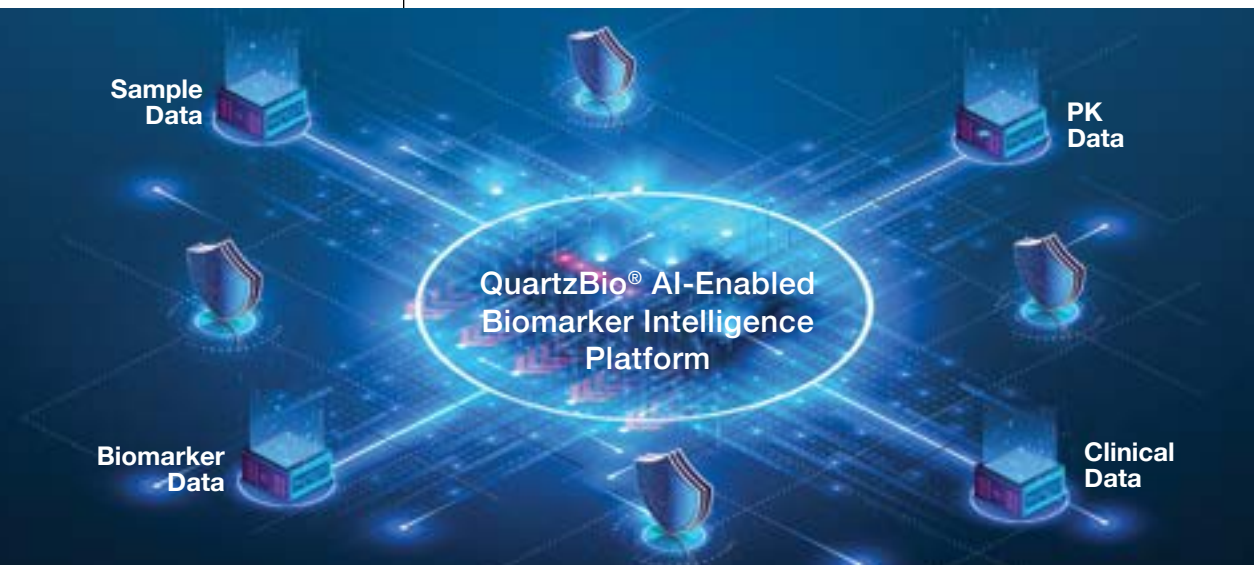 Sample
Data
PK
Data
QuartzBio® AI-Enabled
Biomarker Intelligence
Platform
Biomarker
Data
Clinical
Data